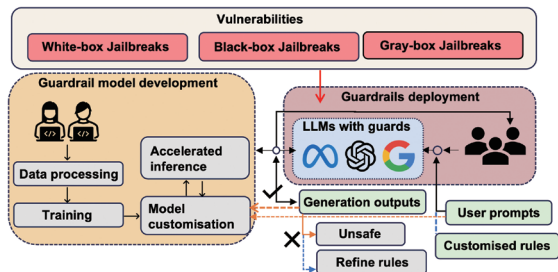 Vulnerabilities
White-box Jailbreaks
Black-box Jailbreaks
Gray-box Jailbreaks
Guardrail model development
Guardrails deployment
LLMs with guards
Accelerated
inference
Data processing
Training
Model
customisation
Generation outputs
Unsafe
Refine rules
User prompts
Customised rules